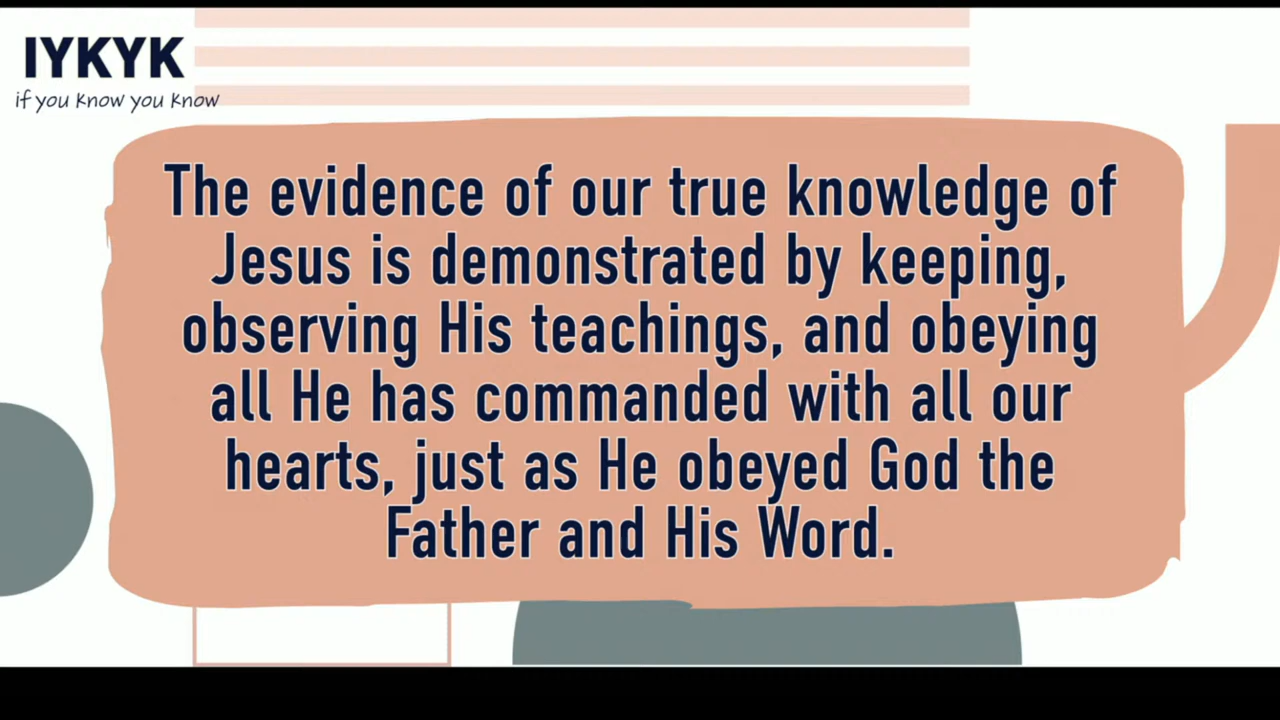 IYKYK
if you know you know
The evidence of our true knowledge of
Jesus is demonstrated by keeping,
observing His teachings, and obeying
all He has commanded with all our
hearts, just as He obeyed God the
Father and His Word.